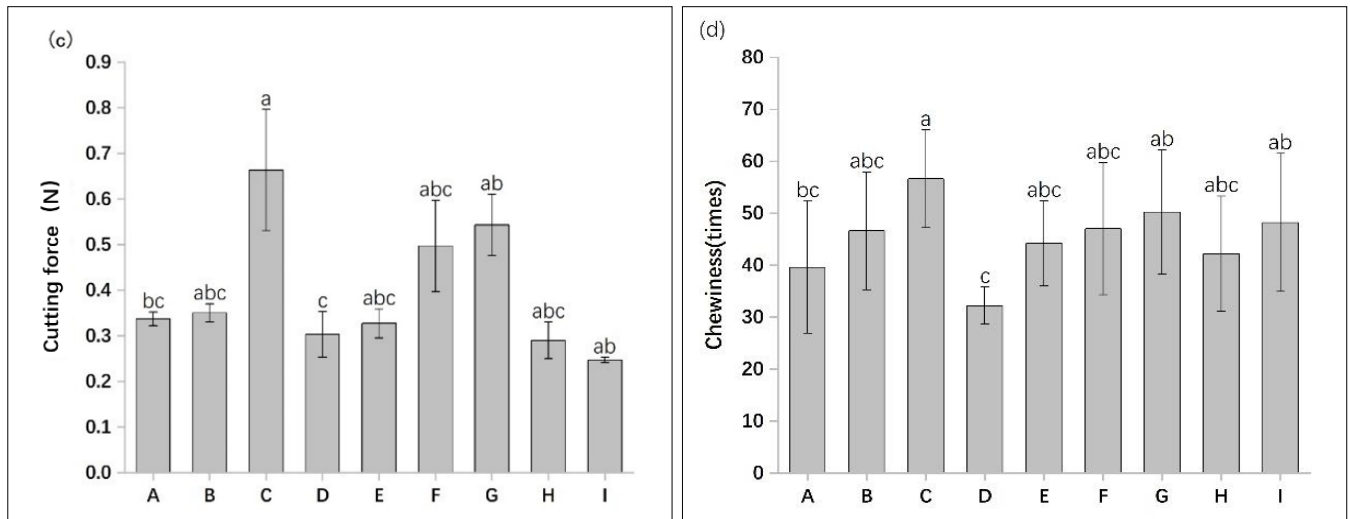 (c)
Cutting force (N)
0.9
0.8
0.7
0.6
0.5
0.4
0.3
0.2
0.1
0.0
bc
abc
a
c
abc
abc
ab
abc
ab
A B C D E F G H I
(d)
Chewiness(times)
80
70
60
50
40
30
20
10
0
bc
abc
a
c
abc
abc
ab
abc
ab
A B C D E F G H I